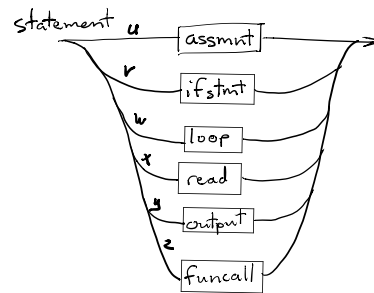 statement
u assmnt
v ifstmt
w loop
x read
y output
z funcall